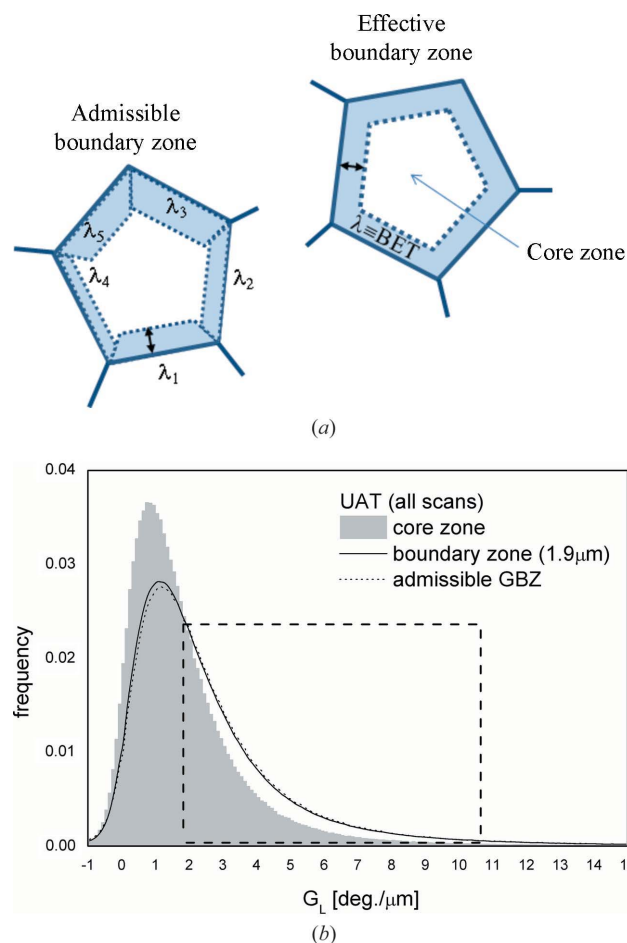 Effective
boundary zone
Admissible
boundary zone
λ3
λ5
λ4
λ2
λ≡BET
Core zone
λ1
(a)
0.04
UAT (all scans)
core zone
boundary zone (1.9μm)
admissible GBZ
0.03
frequency
0.02
0.01
0.00
-1 0 1 2 3 4 5 6 7 8 9 10 11 12 13 14 1
GL [deg./μm]
(b)